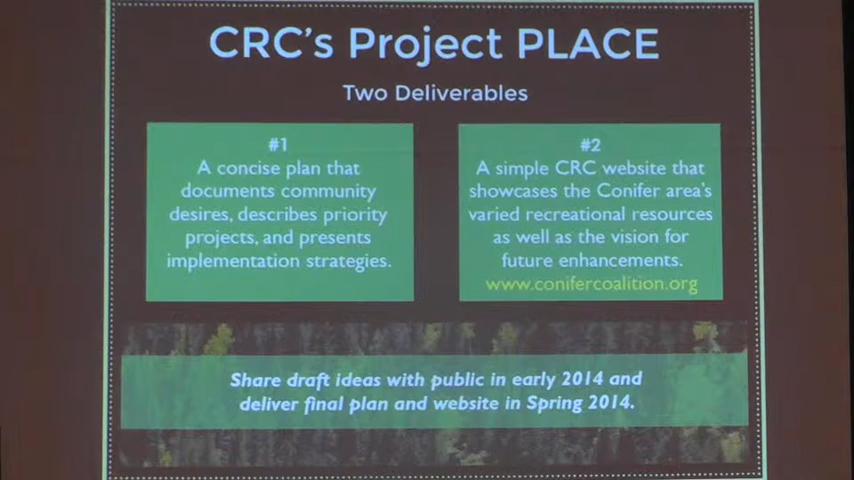 CRC's Project PLACE
Two Deliverables
#1
A concise plan that
documents community
desires, describes priority
projects, and presents
implementation strategies.
#2
A simple CRC website that
showcases the Conifer area's
varied recreational resources
as well as the vision for
future enhancements.
www.conifercoalition.org
Share draft ideas with public in early 2014 and
deliver final plan and website in Spring 2014.